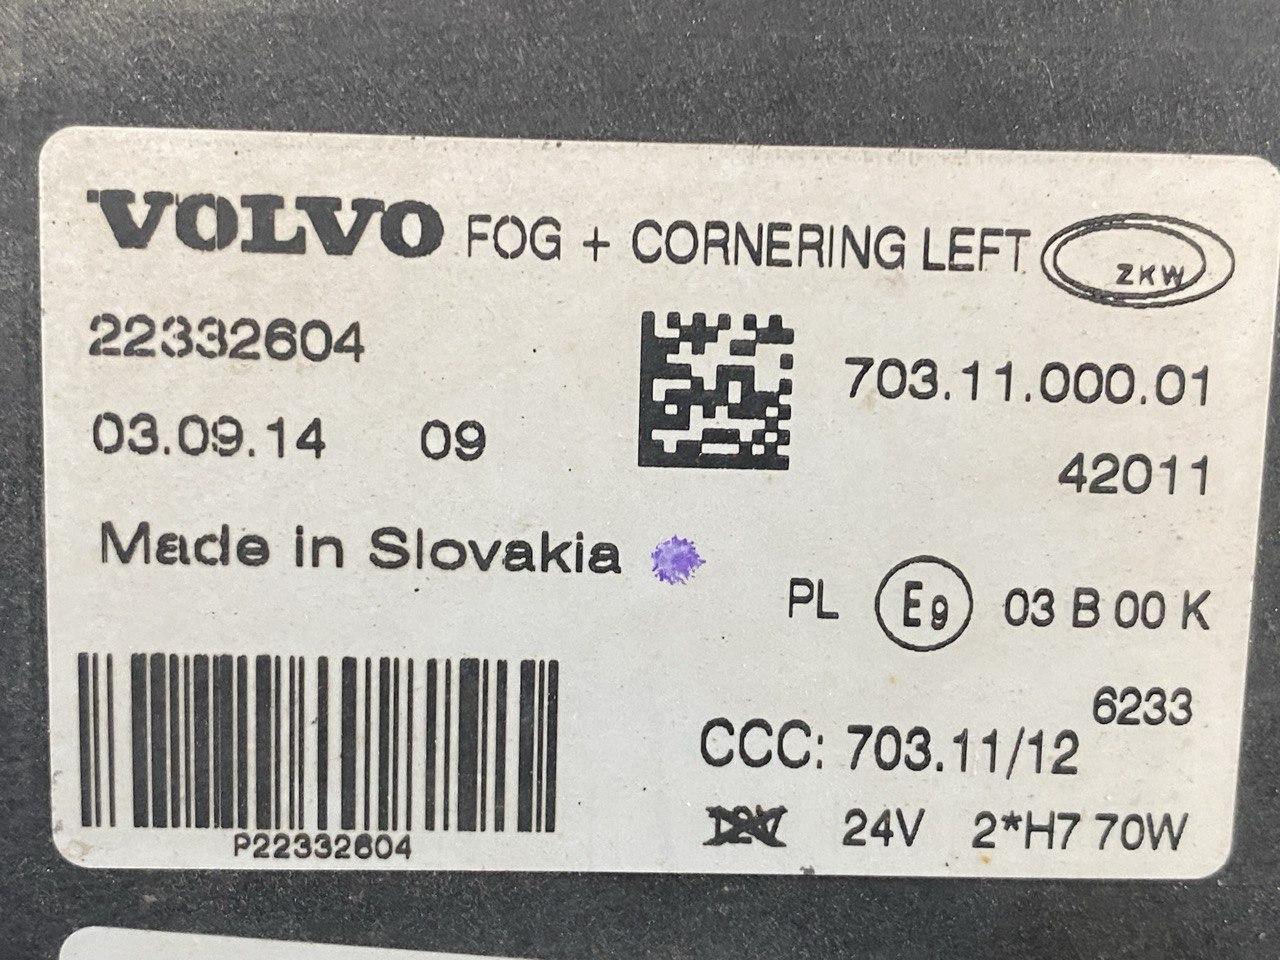 VOLVO FOG + CORNERING LEFT ZKW
22332604
703.11.000.01
03.09.14 09
42011
Made in Slovakia
PL E9 03 B 00 K
6233
CCC: 703.11/12
12V 24V 2*H7 70W
P22332604